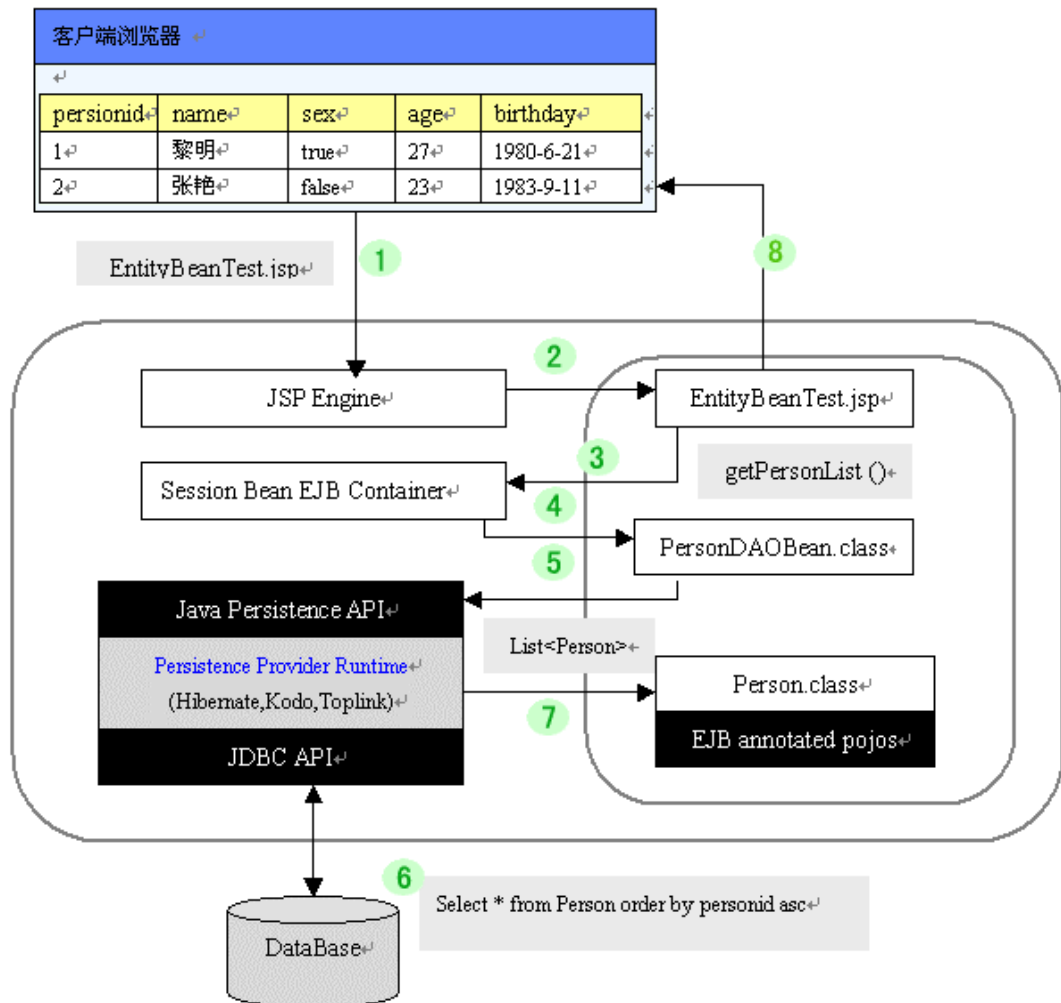 客户端浏览器
persionid name sex age birthday
1 黎明 true 27 1980-6-21
2 张艳 false 23 1983-9-11
1
8
EntityBeanTest.jsp
2
JSP Engine
EntityBeanTest.jsp
3
getPersonList ()
Session Bean EJB Container
4
PersonDAOBean.class
5
Java Persistence API
List<Person>
Persistence Provider Runtime
(Hibernate,Kodo,Toplink)
Person.class
7
EJB annotated pojos
JDBC API
6
Select * from Person order by personid asc
DataBase